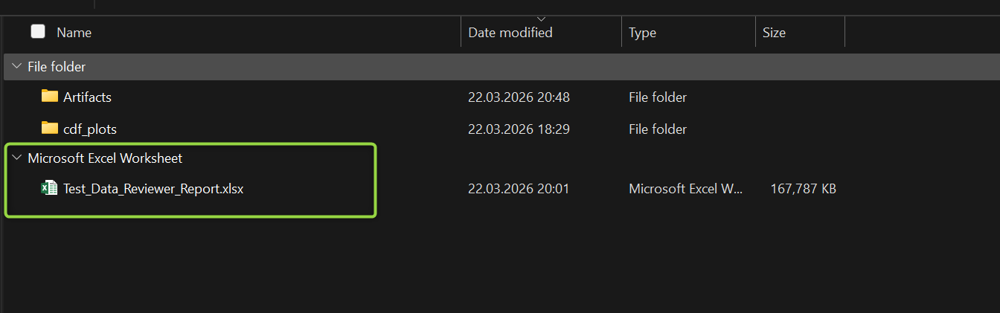 Name Date modified Type Size
File folder
Artifacts 22.03.2026 20:48 File folder
cdf_plots 22.03.2026 18:29 File folder
Microsoft Excel Worksheet
Test_Data_Reviewer_Report.xlsx 22.03.2026 20:01 Microsoft Excel W... 167,787 KB